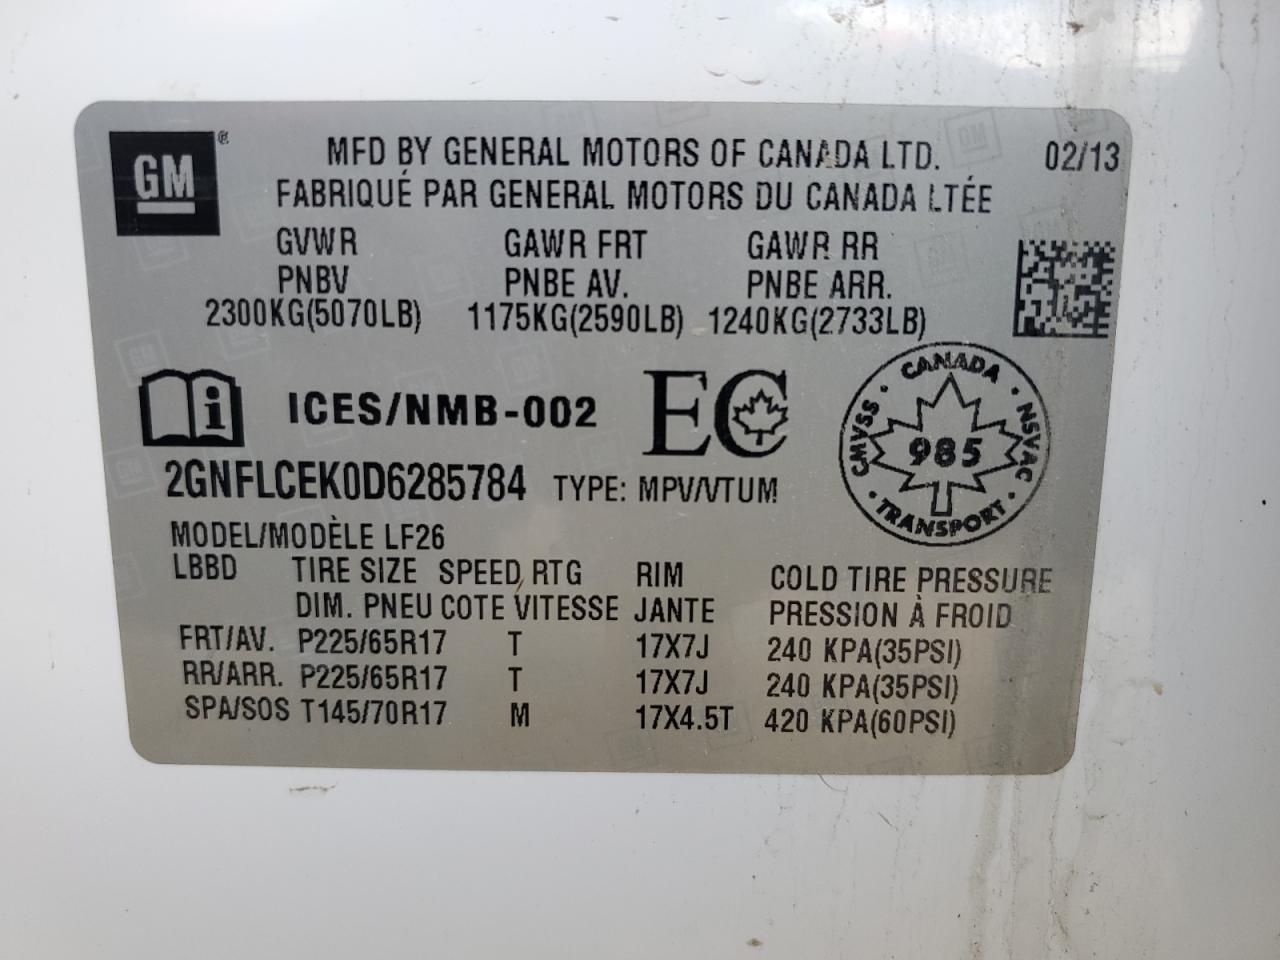 GM ®
MFD BY GENERAL MOTORS OF CANADA LTD. 02/13
FABRIQUÉ PAR GENERAL MOTORS DU CANADA LTÉE
GVWR GAWR FRT GAWR RR
PNBV PNBE AV. PNBE ARR.
2300KG(5070LB) 1175KG(2590LB) 1240KG(2733LB)
i ICES/NMB-002 EC
CANADA
CMVSS 985 NSVAC
TRANSPORT
2GNFLCEK0D6285784 TYPE: MPV/VTUM
MODEL/MODÈLE LF26
LBBD TIRE SIZE SPEED RTG RIM COLD TIRE PRESSURE
DIM. PNEU COTE VITESSE JANTE PRESSION À FROID
FRT/AV. P225/65R17 T 17X7J 240 KPA(35PSI)
RR/ARR. P225/65R17 T 17X7J 240 KPA(35PSI)
SPA/SOS T145/70R17 M 17X4.5T 420 KPA(60PSI)